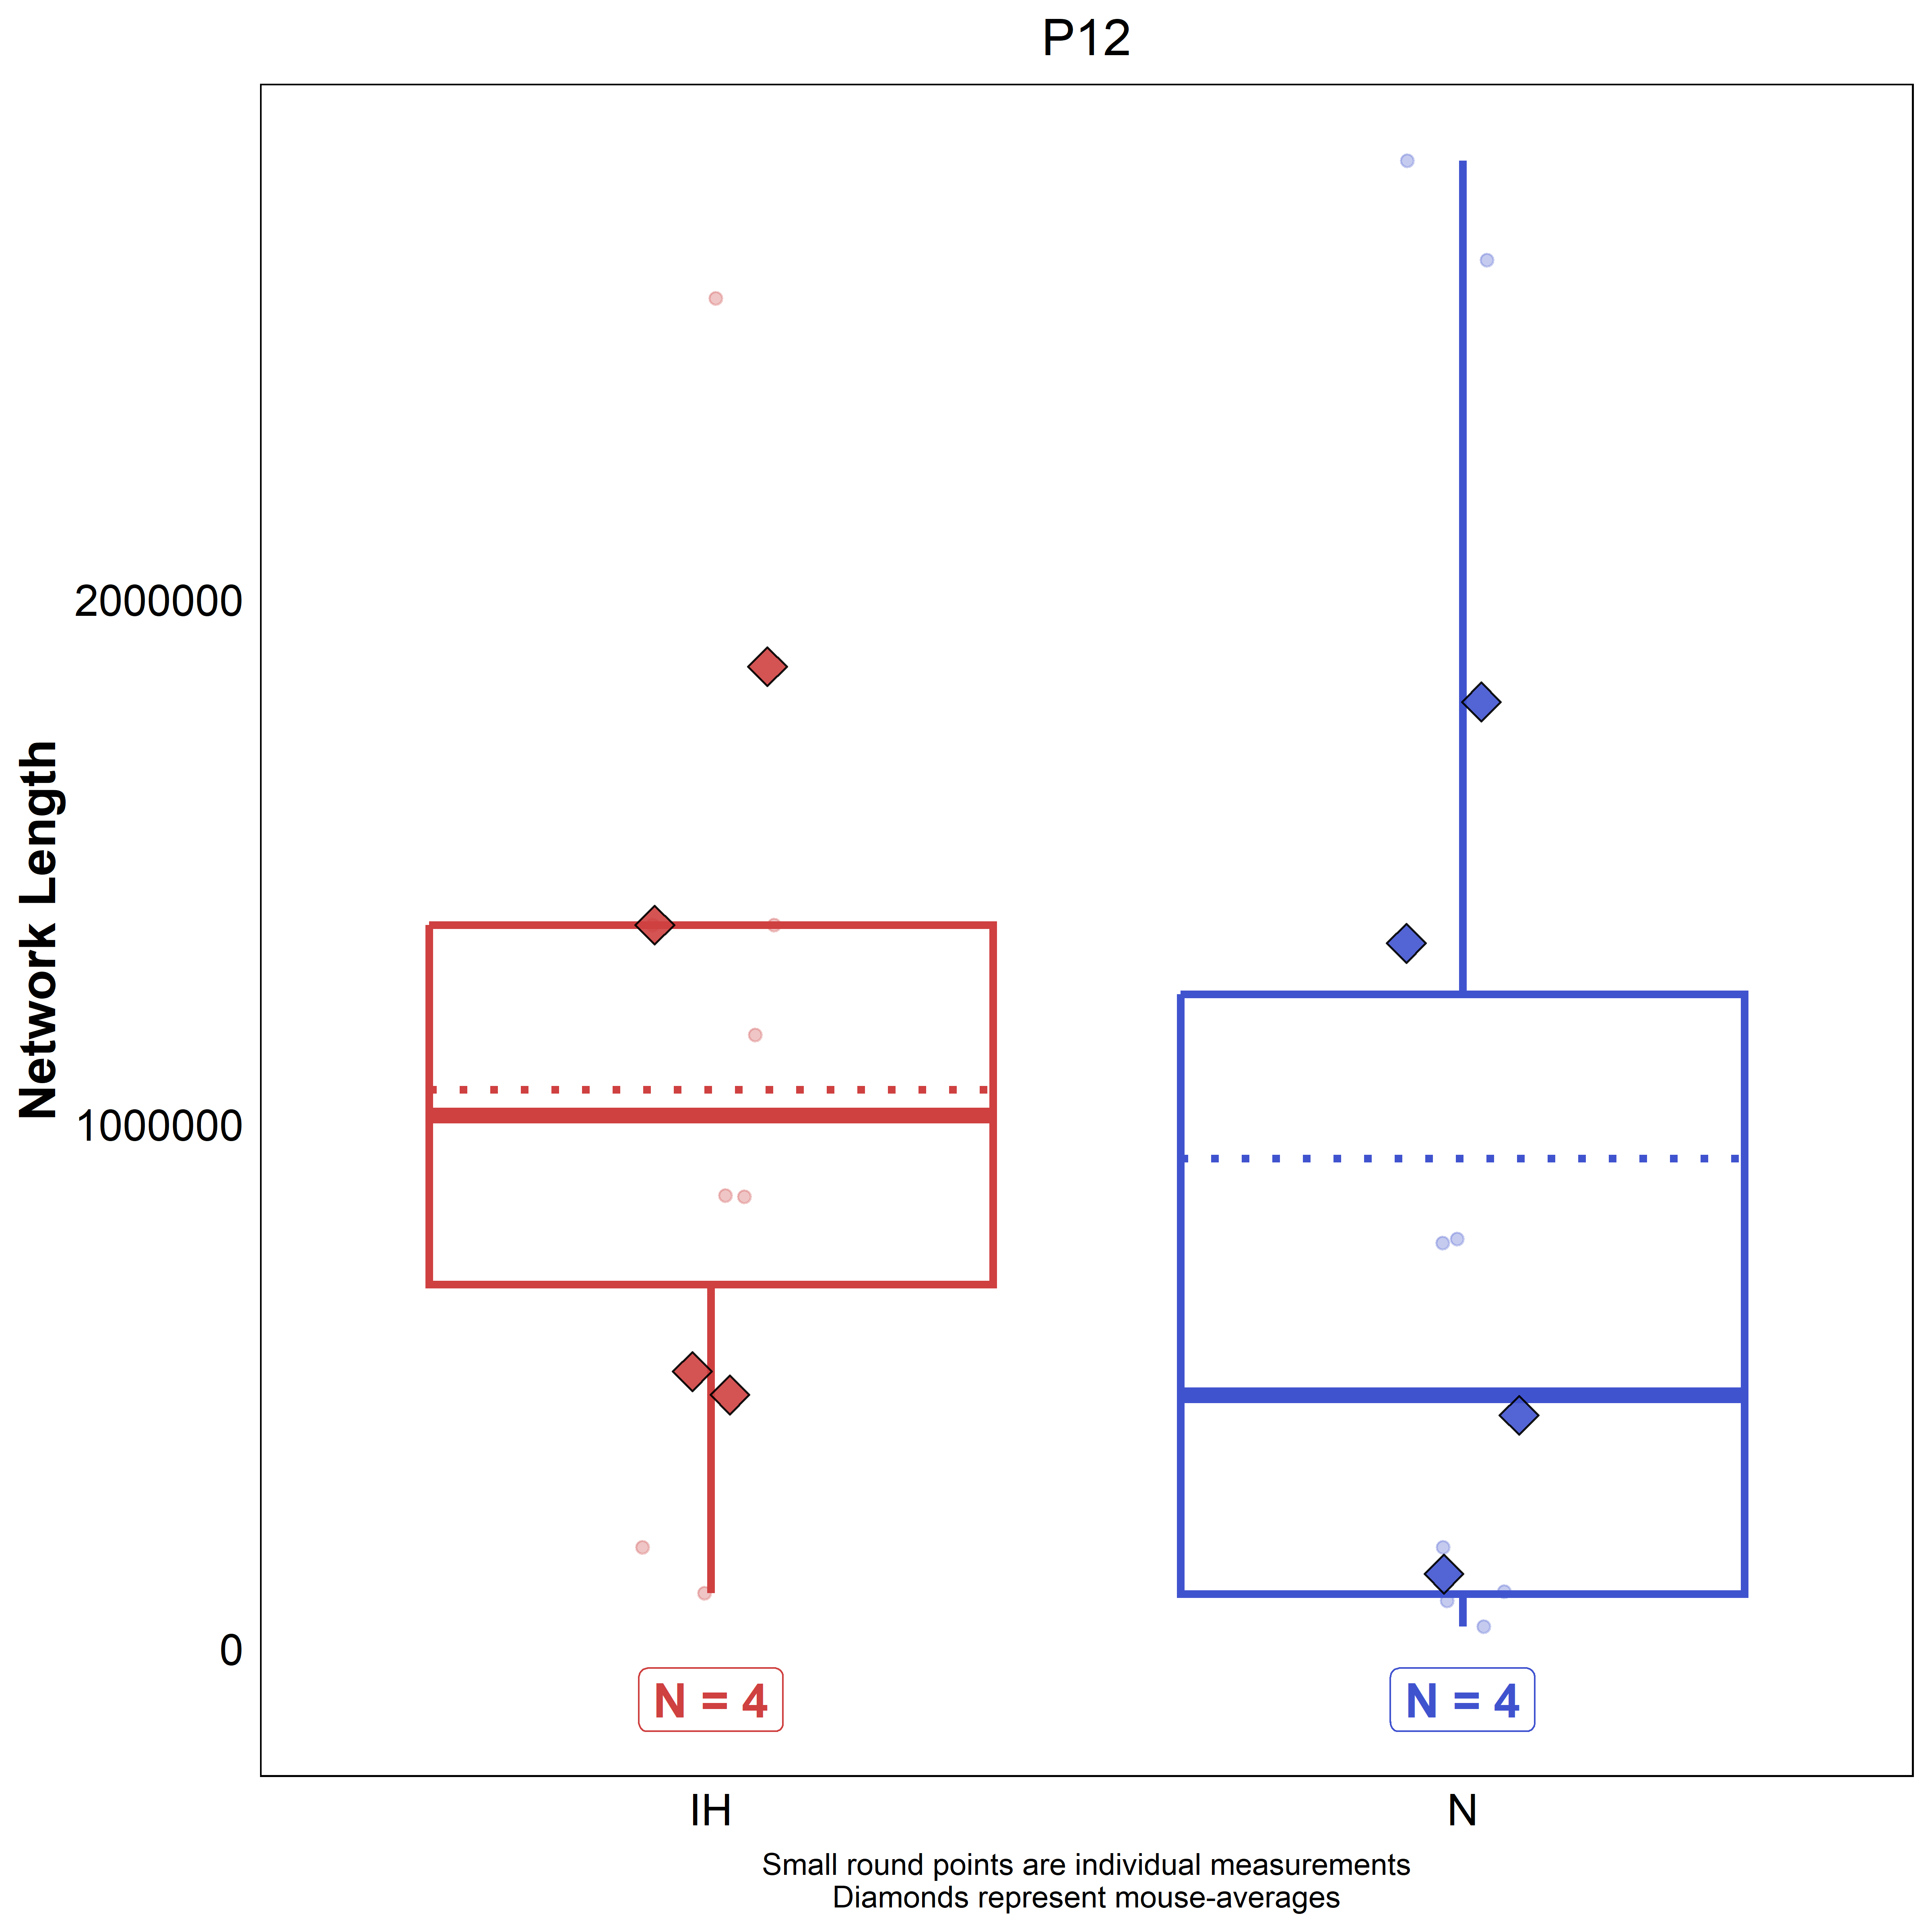 P12
Network Length
2000000
1000000
0
N = 4
N = 4
IH
N
Small round points are individual measurements
Diamonds represent mouse-averages